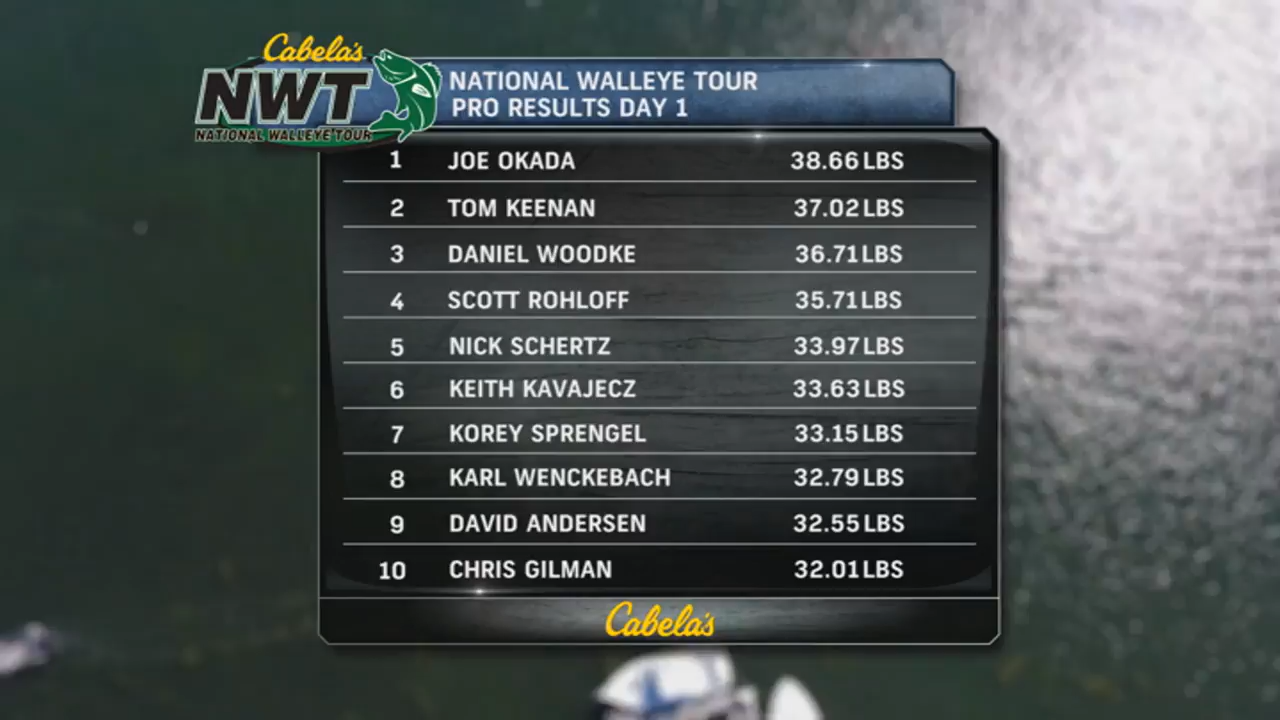 Cabela's
NWT
NATIONAL WALLEYE TOUR
NATIONAL WALLEYE TOUR
PRO RESULTS DAY 1
1 JOE OKADA 38.66 LBS
2 TOM KEENAN 37.02 LBS
3 DANIEL WOODKE 36.71 LBS
4 SCOTT ROHLOFF 35.71 LBS
5 NICK SCHERTZ 33.97 LBS
6 KEITH KAVAJECZ 33.63 LBS
7 KOREY SPRENGEL 33.15 LBS
8 KARL WENCKEBACH 32.79 LBS
9 DAVID ANDERSEN 32.55 LBS
10 CHRIS GILMAN 32.01 LBS
Cabela's